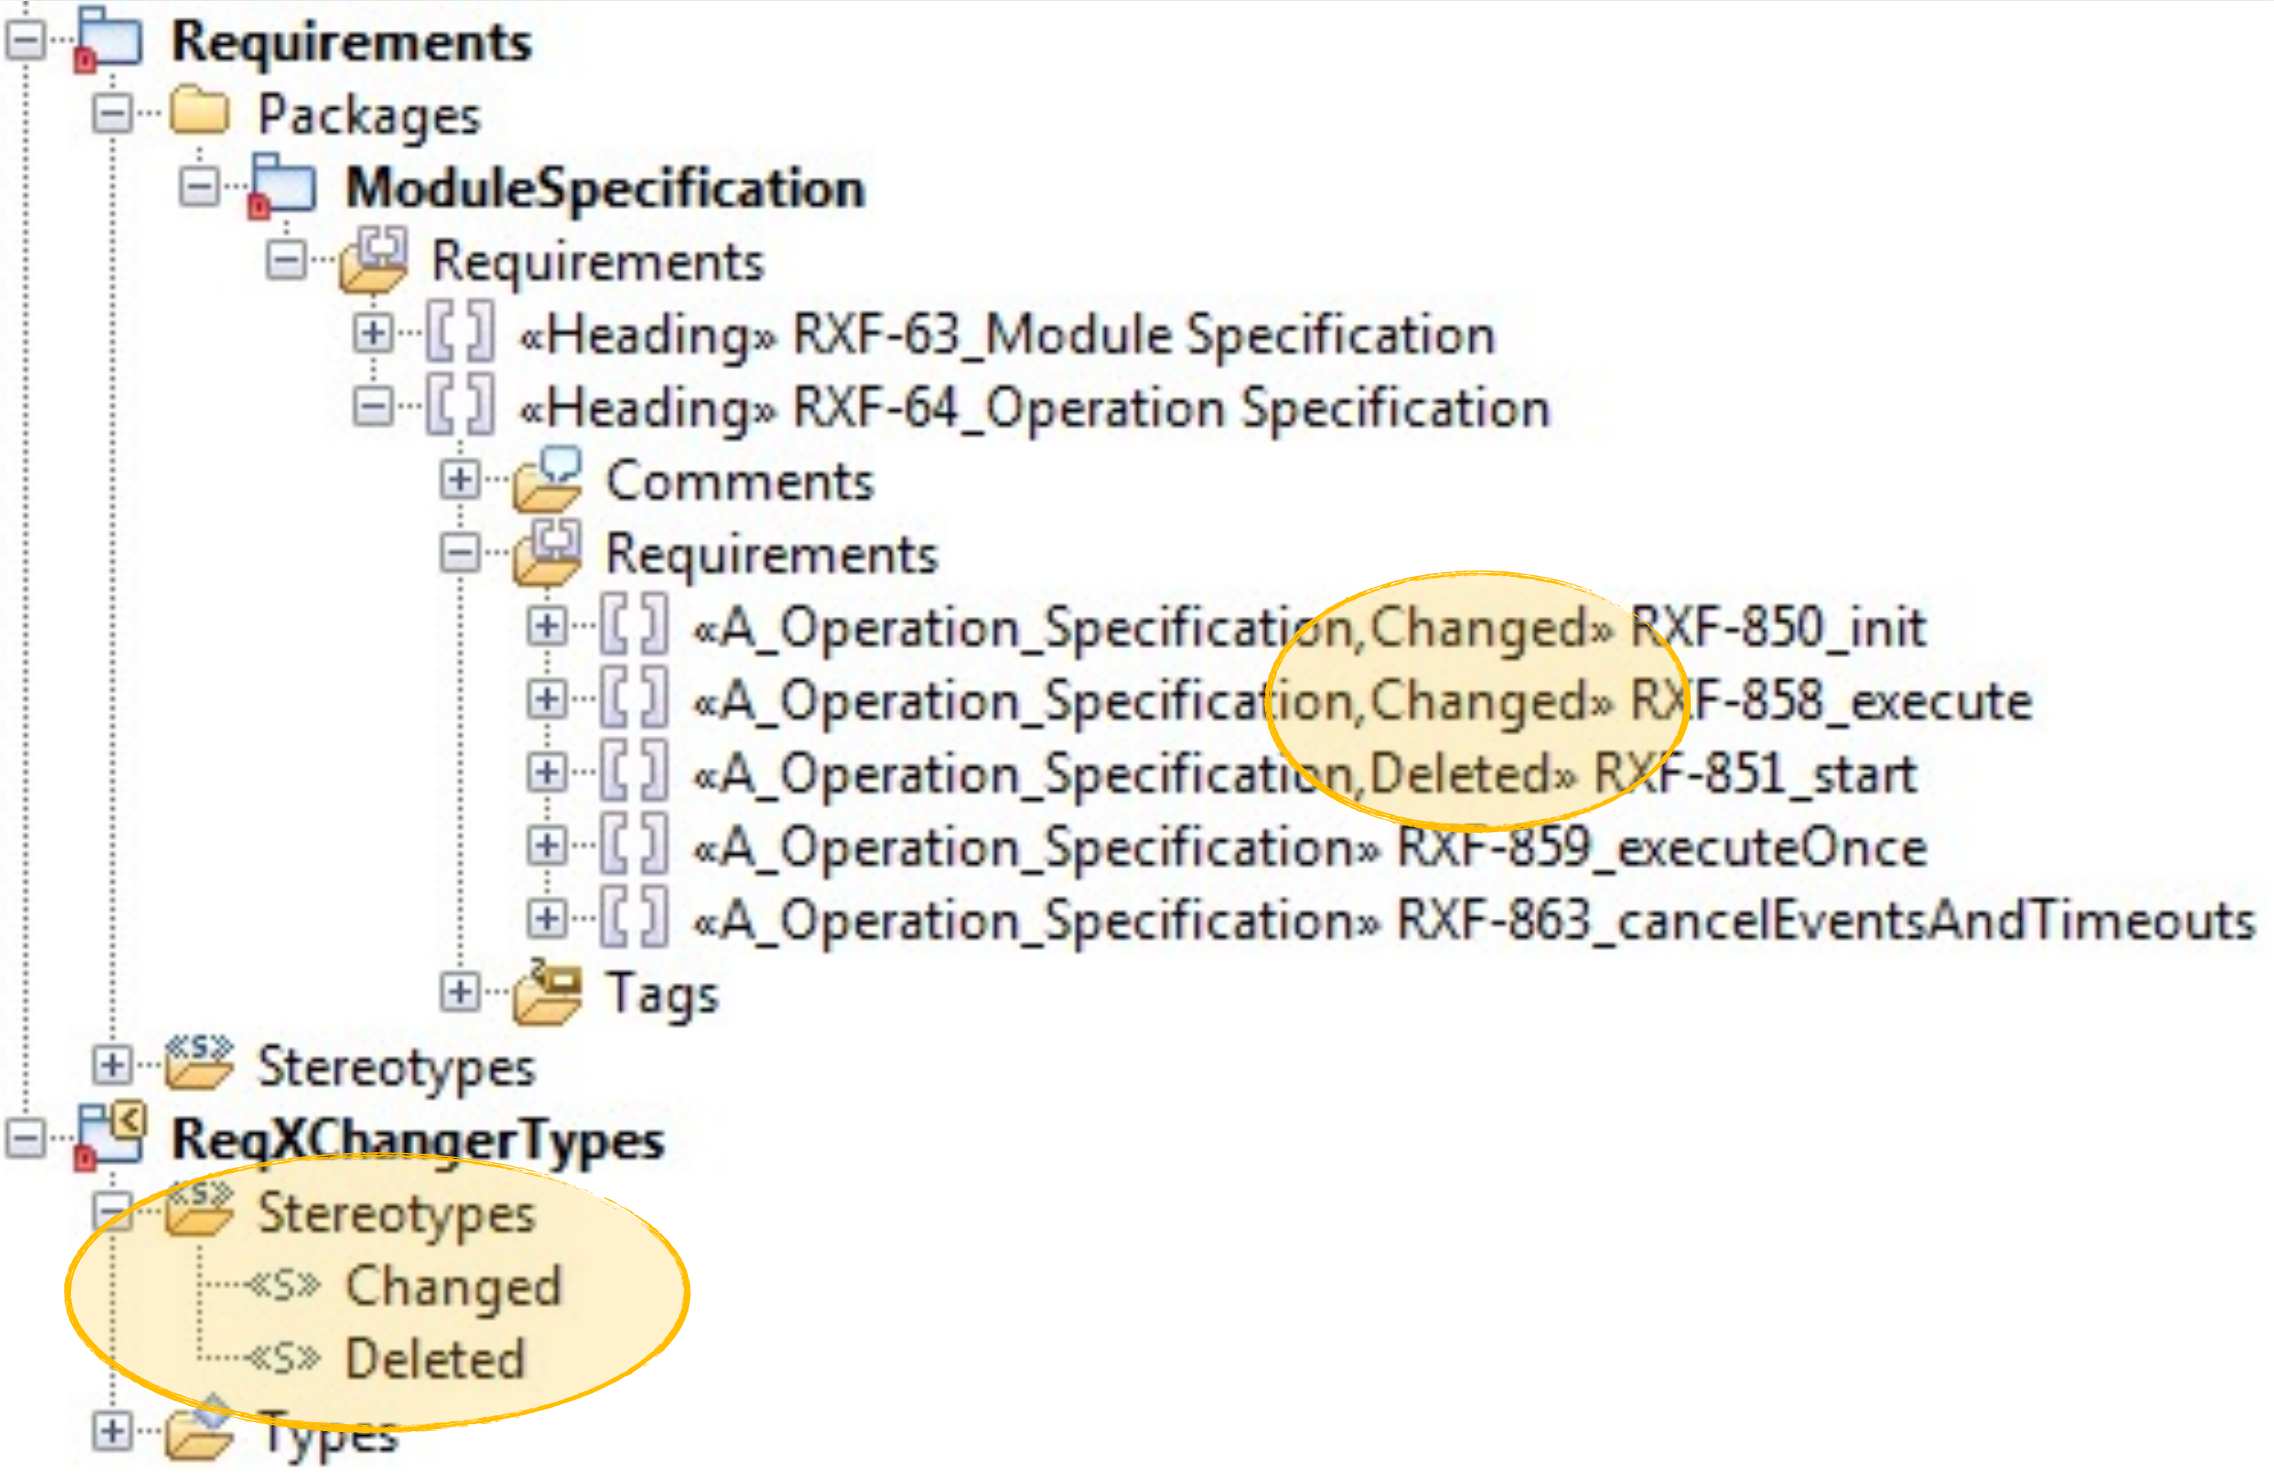 Requirements
Packages
ModuleSpecification
Requirements
«Heading» RXF-63_Module Specification
«Heading» RXF-64_Operation Specification
Comments
Requirements
«A_Operation_Specification,Changed» RXF-850_init
«A_Operation_Specification,Changed» RXF-858_execute
«A_Operation_Specification,Deleted» RXF-851_start
«A_Operation_Specification» RXF-859_executeOnce
«A_Operation_Specification» RXF-863_cancelEventsAndTimeouts
Tags
«S» Stereotypes
ReqXChangerTypes
«S» Stereotypes
«S» Changed
«S» Deleted
Types